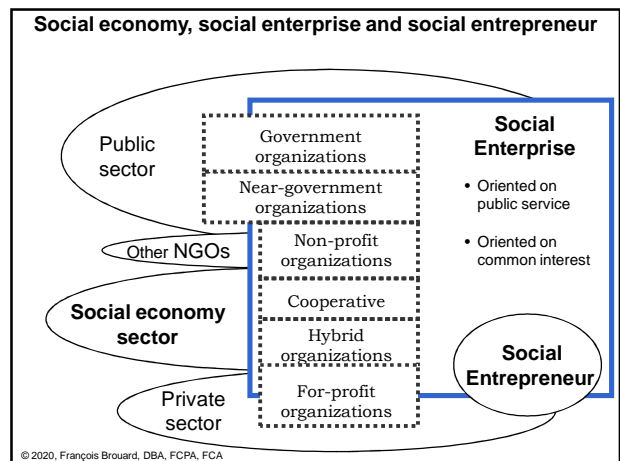 Social economy, social enterprise and social entrepreneur
Public
sector
Other NGOs
Social economy
sector
Private
sector
Government
organizations
Near-government
organizations
Non-profit
organizations
Cooperative
Hybrid
organizations
For-profit
organizations
Social
Enterprise
• Oriented on
public service
• Oriented on
common interest
Social
Entrepreneur
© 2020, François Brouard, DBA, FCPA, FCA